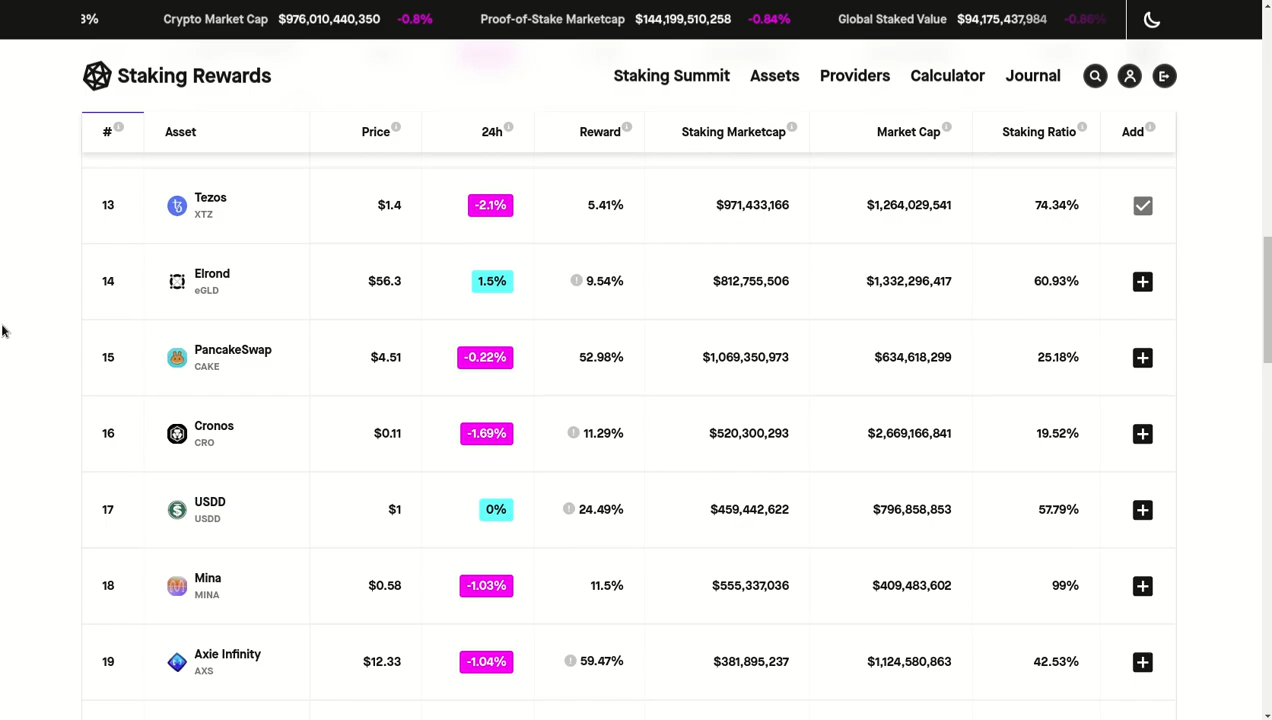 3% Crypto Market Cap $976,010,440,350 -0.8% Proof-of-Stake Marketcap $144,199,510,258 -0.84% Global Staked Value $94,175,437,984 -0.86%
Staking Rewards Staking Summit Assets Providers Calculator Journal
# Asset Price 24h Reward Staking Marketcap Market Cap Staking Ratio Add
13 Tezos $1.4 -2.1% 5.41% $971,433,166 $1,264,029,541 74.34%
XTZ
14 Elrond $56.3 1.5% 9.54% $812,755,506 $1,332,296,417 60.93%
eGLD
15 PancakeSwap $4.51 -0.22% 52.98% $1,069,350,973 $634,618,299 25.18%
CAKE
16 Cronos $0.11 -1.69% 11.29% $520,300,293 $2,669,166,841 19.52%
CRO
17 USDD $1 0% 24.49% $459,442,622 $796,858,853 57.79%
USDD
18 Mina $0.58 -1.03% 11.5% $555,337,036 $409,483,602 99%
MINA
19 Axie Infinity $12.33 -1.04% 59.47% $381,895,237 $1,124,580,863 42.53%
AXS